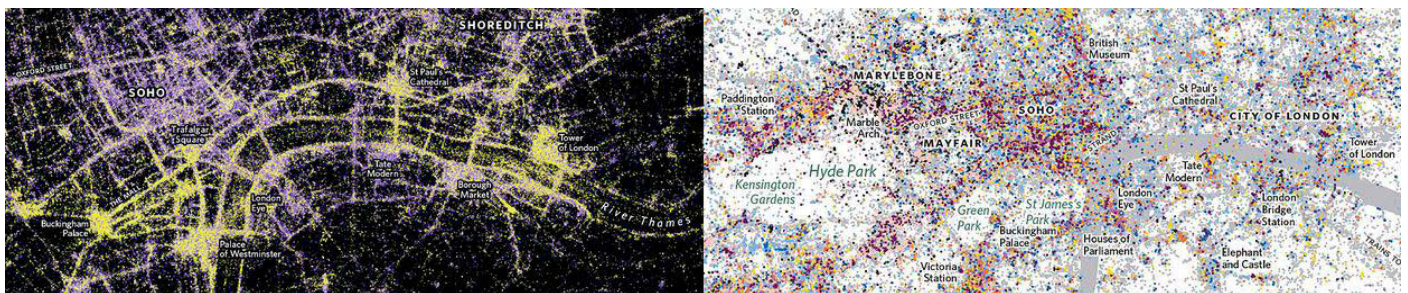 SHOREDITCH
OXFORD STREET
St Paul's
Cathedral
SOHO
Trafalgar
Square
Tower
of London
Tate
Modern
THE MALL
Borough
Market
London
Eye
Buckingham
Palace
River Thames
Palace
of Westminster
British
Museum
MARYLEBONE
Paddington
Station
St Paul's
Cathedral
SOHO
Marble
Arch
OXFORD STREET
CITY OF LONDON
MAYFAIR
STRAND
Tower
of London
Hyde Park
Tate
Modern
Kensington
Gardens
London
Eye
London
Bridge
Station
Green
Park
St James's
Park
Buckingham
Palace
Houses of
Parliament
TRAINS TO
Elephant
and Castle
Victoria
Station